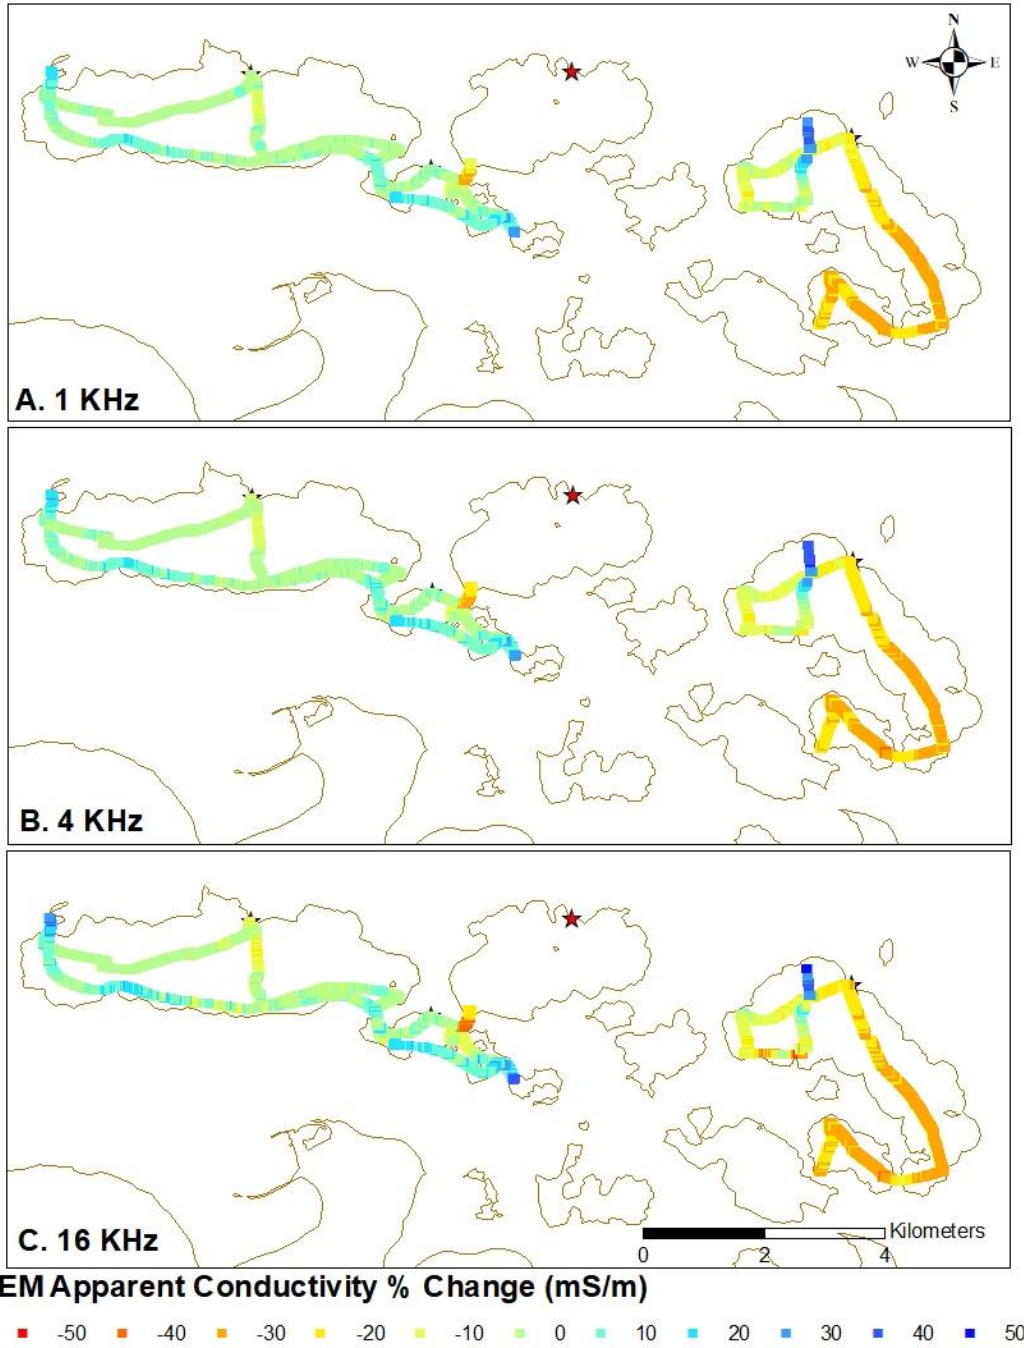 N
W E
S
A. 1 KHz
B. 4 KHz
C. 16 KHz
Kilometers
0 2 4
EM Apparent Conductivity % Change (mS/m)
-50 -40 -30 -20 -10 0 10 20 30 40 50